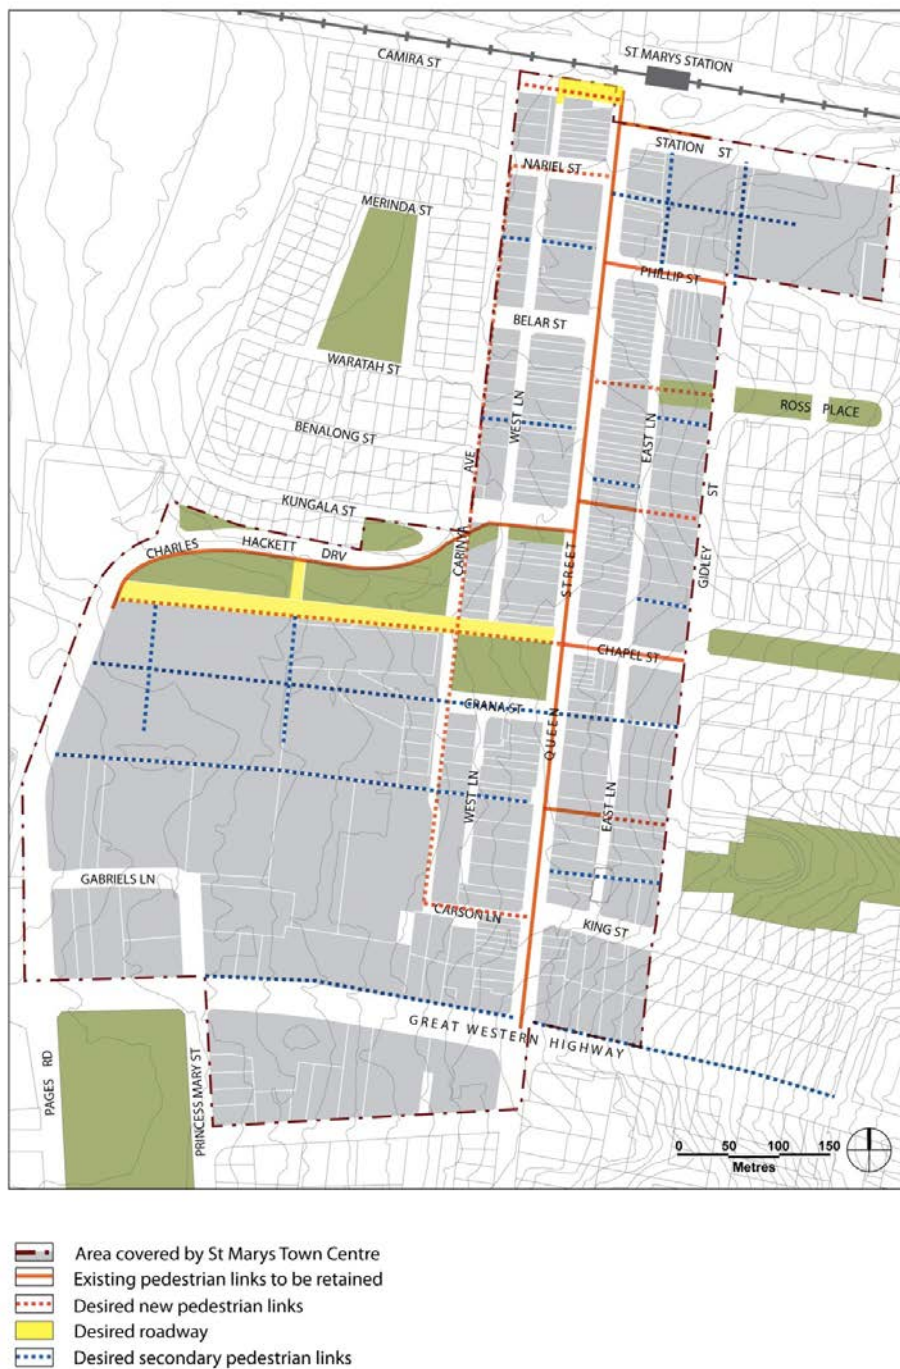 ST MARYS STATION
CAMIRA ST
STATION ST
NARIEL ST
MERINDA ST
PHILLIP ST
BELAR ST
WARATAH ST
WEST LN
ROSS PLACE
BENALONG ST
EAST LN
AVE
ST
KUNGALA ST
CHARLES HACKETT DRV
CARINYA
STREET
GIDLEY
CHAPEL ST
CRANA ST
QUEEN
WEST LN
EAST LN
GABRIELS LN
CARSON LN
KING ST
GREAT WESTERN HIGHWAY
PAGES RD
PRINCESS MARY ST
0 50 100 150
Metres
Area covered by St Marys Town Centre
Existing pedestrian links to be retained
Desired new pedestrian links
Desired roadway
Desired secondary pedestrian links